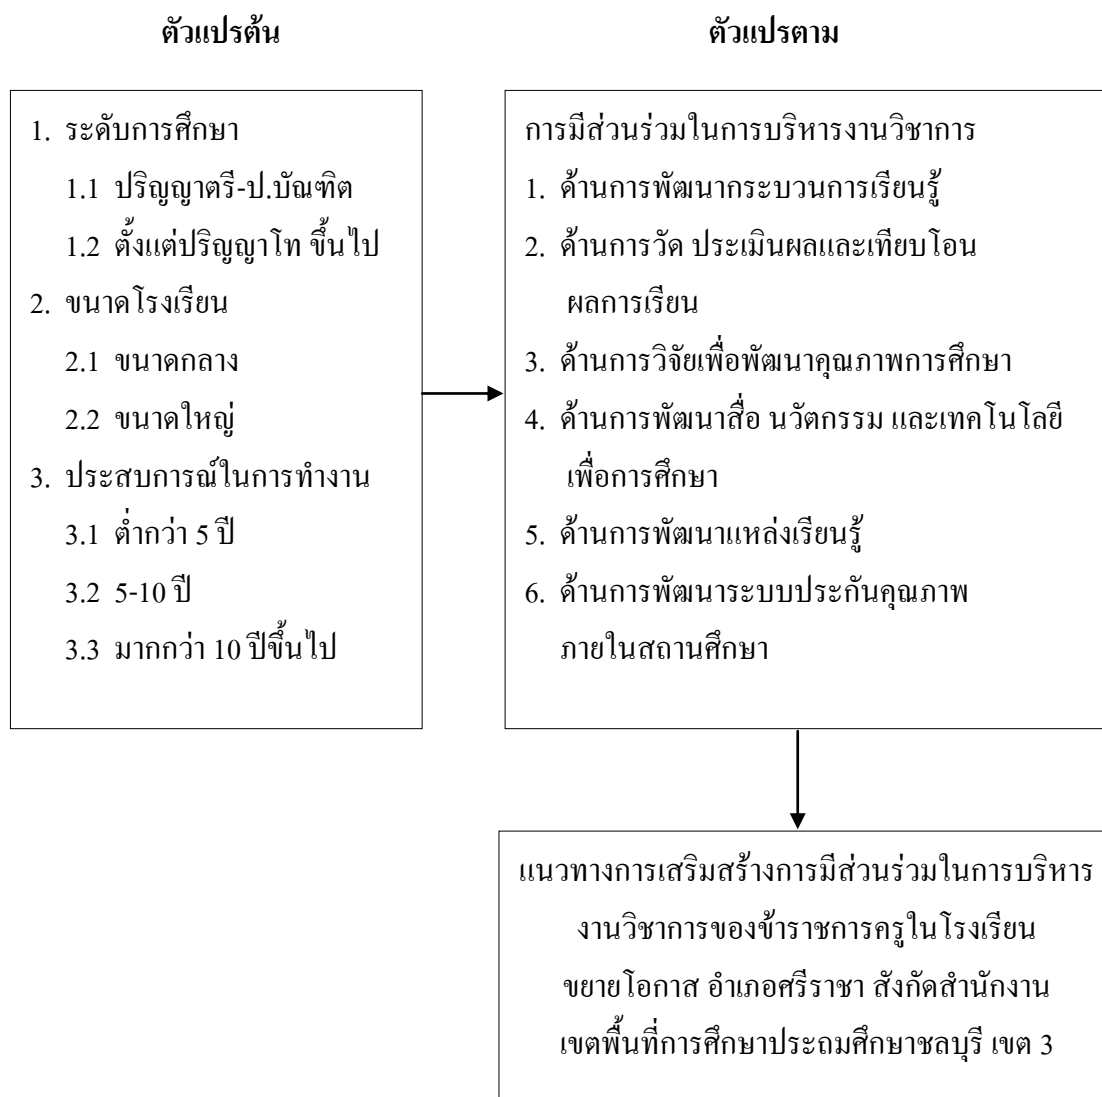 ตัวแปรต้น
ตัวแปรตาม
1. ระดับการศึกษา
1.1 ปริญญาตรี-ป.บัณฑิต
1.2 ตั้งแต่ปริญญาโท ขึ้นไป
2. ขนาดโรงเรียน
2.1 ขนาดกลาง
2.2 ขนาดใหญ่
3. ประสบการณ์ในการทำงาน
3.1 ต่ำกว่า 5 ปี
3.2 5-10 ปี
3.3 มากกว่า 10 ปีขึ้นไป
การมีส่วนร่วมในการบริหารงานวิชาการ
1. ด้านการพัฒนากระบวนการเรียนรู้
2. ด้านการวัด ประเมินผลและเทียบโอน
ผลการเรียน
3. ด้านการวิจัยเพื่อพัฒนาคุณภาพการศึกษา
4. ด้านการพัฒนาสื่อ นวัตกรรม และเทคโนโลยี
เพื่อการศึกษา
5. ด้านการพัฒนาแหล่งเรียนรู้
6. ด้านการพัฒนาระบบประกันคุณภาพ
ภายในสถานศึกษา
แนวทางการเสริมสร้างการมีส่วนร่วมในการบริหาร
งานวิชาการของข้าราชการครูในโรงเรียน
ขยายโอกาส อำเภอศรีราชา สังกัดสำนักงาน
เขตพื้นที่การศึกษาประถมศึกษาชลบุรี เขต 3